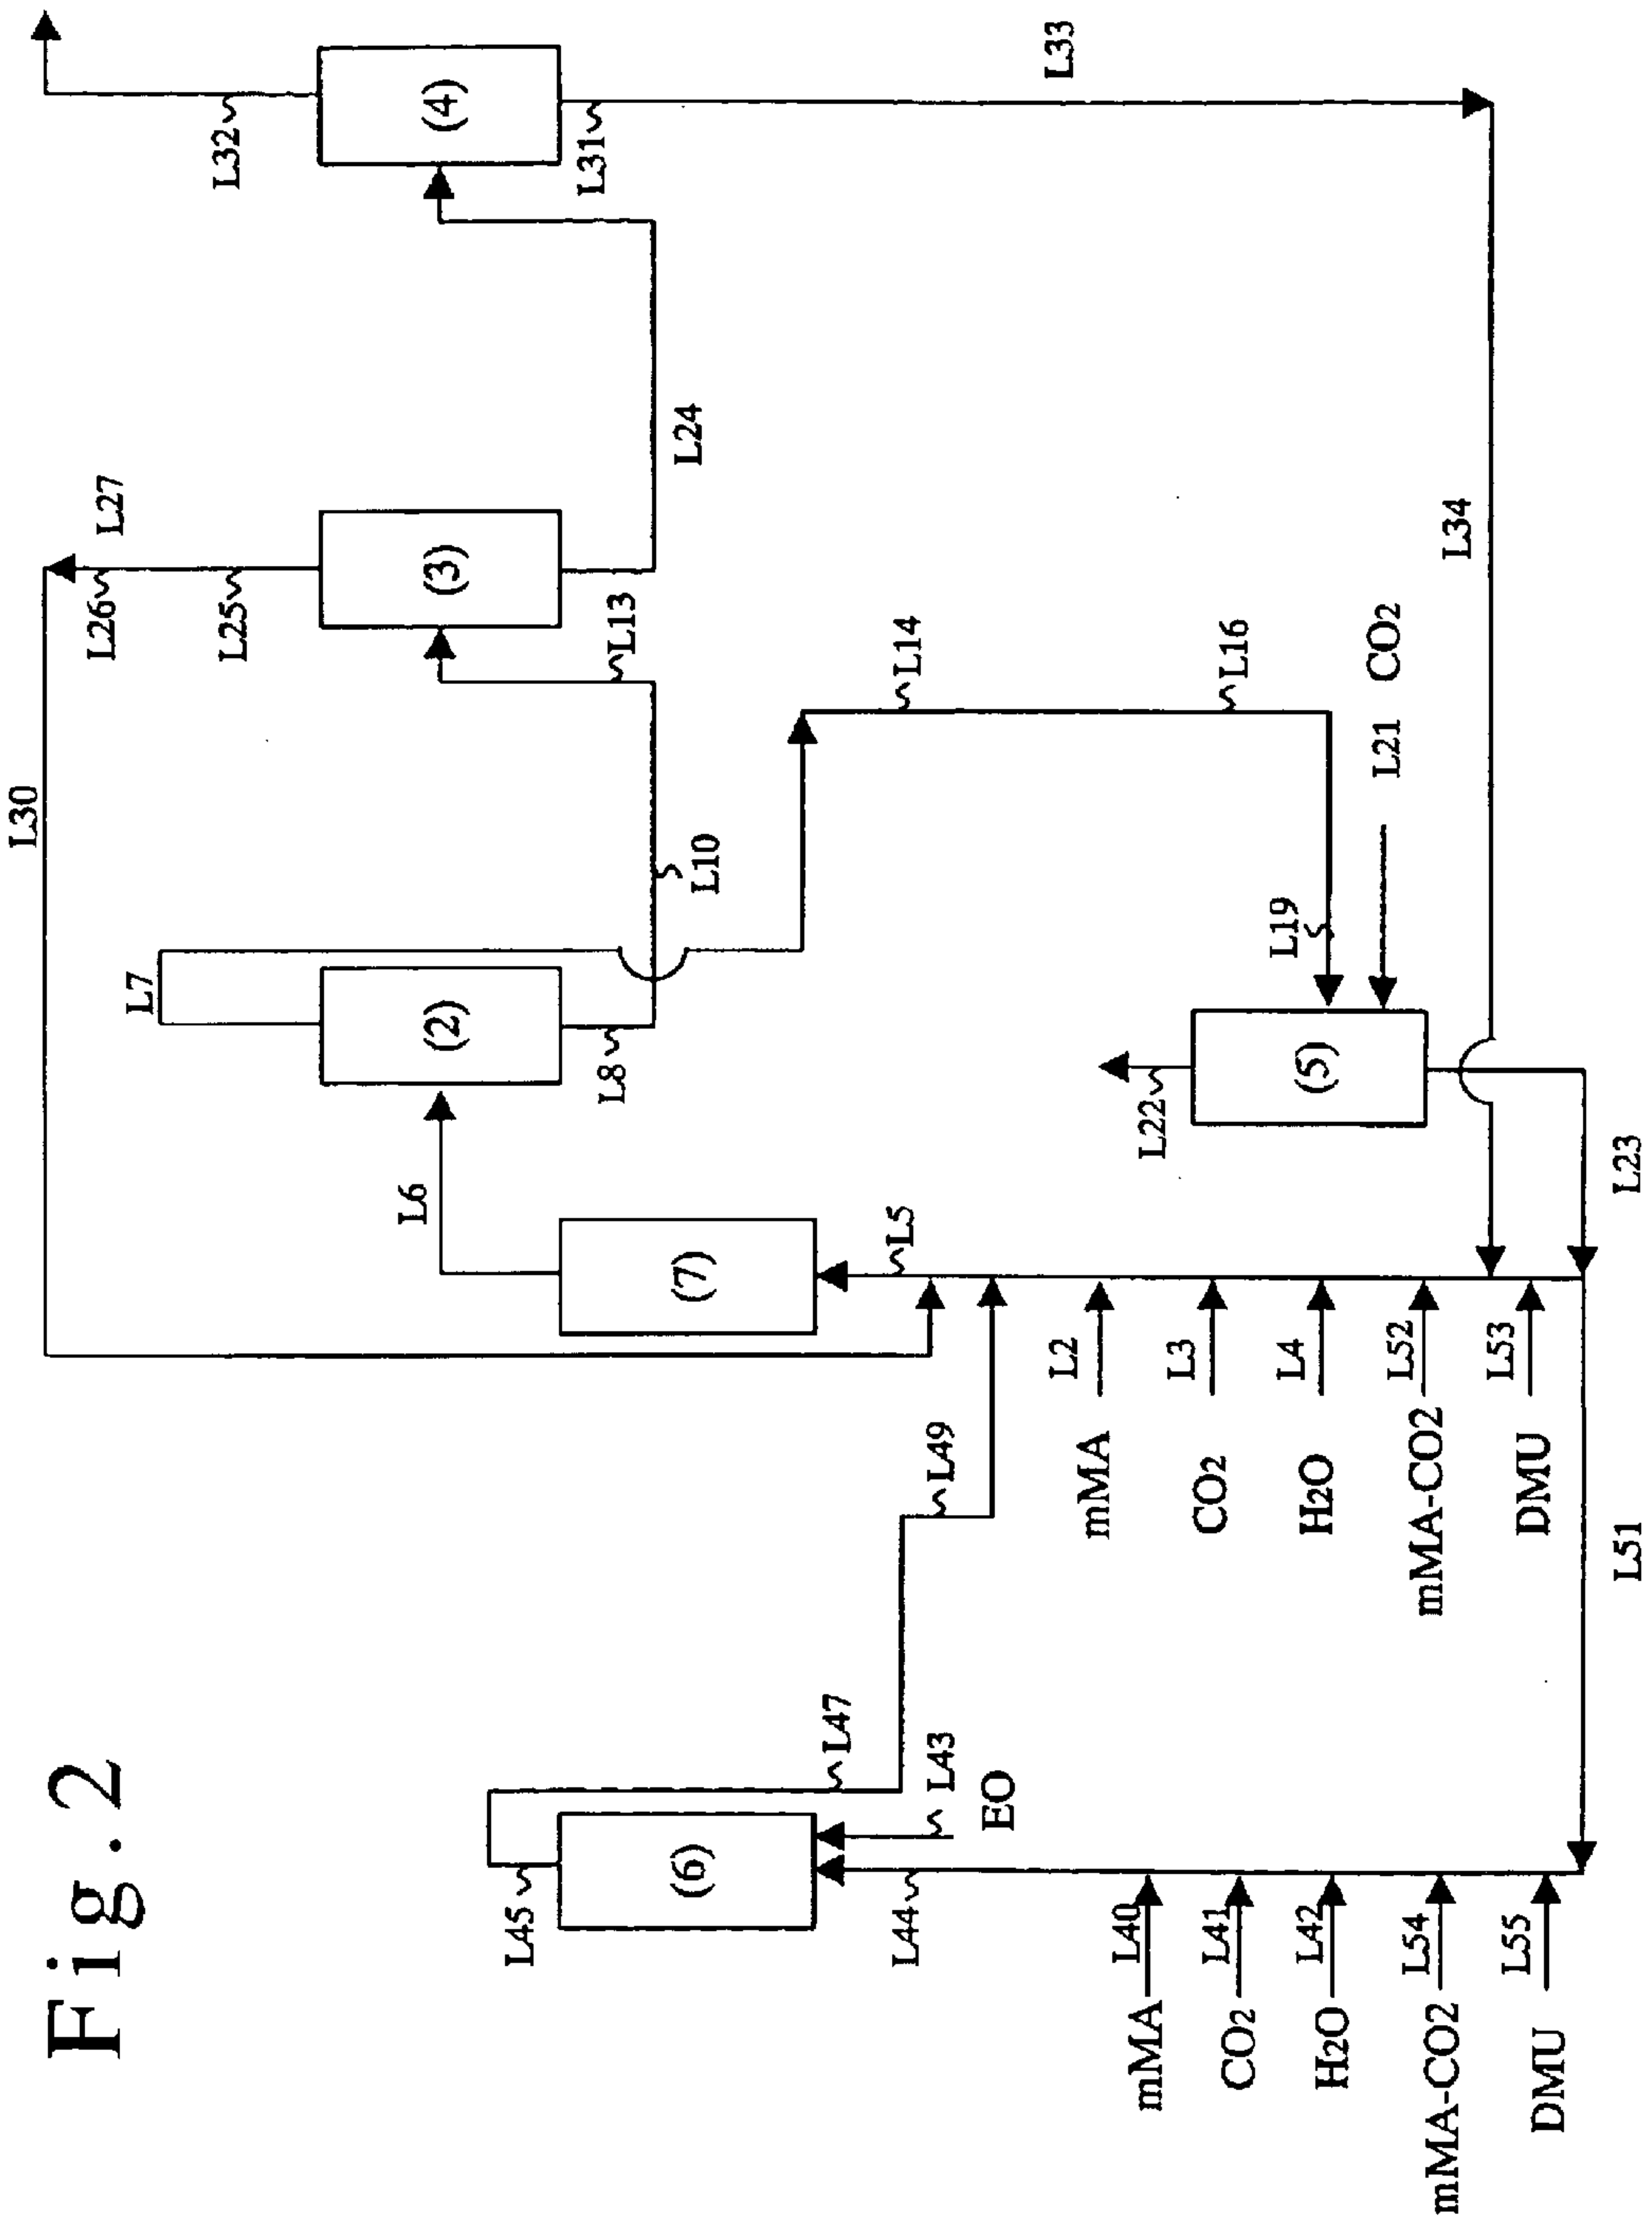 Fig.2
L30
L7
L26
L27
L25
L32
(2)
(3)
(4)
L6
L8
L13
L31
L10
L24
L33
(6)
(7)
L45
L47
L44
L43
EO
L49
L5
L14
L16
L19
L21 CO2
L34
L22
(5)
L23
mMA
L2
CO2
L3
H2O
L4
mMA-CO2
L52
DMU
L53
L51
mMA
L40
CO2
L41
H2O
L42
mMA-CO2
L54
DMU
L55